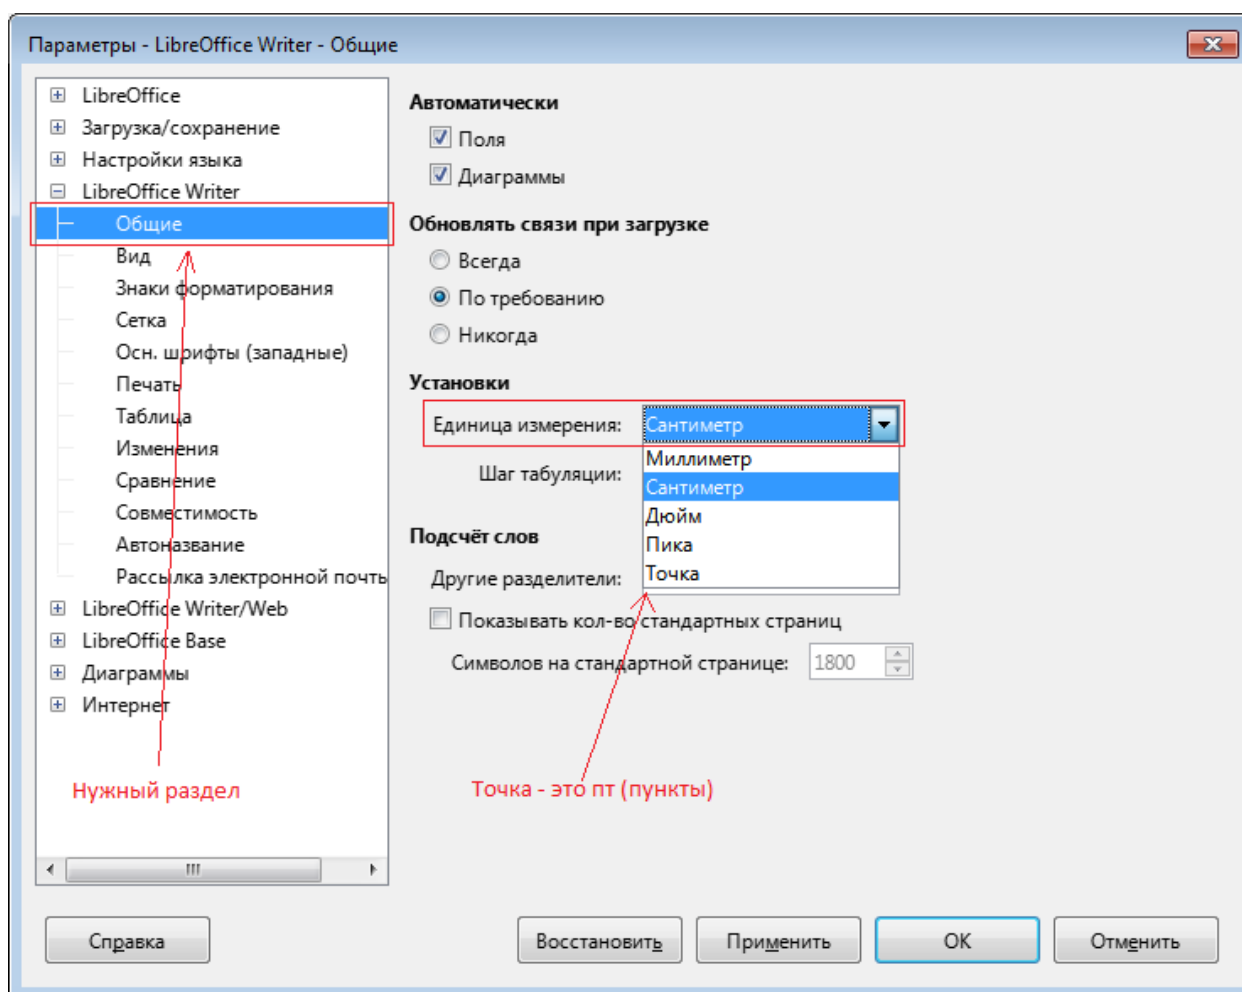 Параметры - LibreOffice Writer - Общие
LibreOffice
Загрузка/сохранение
Настройки языка
LibreOffice Writer
Общие
Вид
Знаки форматирования
Сетка
Осн. шрифты (западные)
Печать
Таблица
Изменения
Сравнение
Совместимость
Автоназвание
Рассылка электронной почть
LibreOffice Writer/Web
LibreOffice Base
Диаграммы
Интернет
Нужный раздел
Автоматически
Поля
Диаграммы
Обновлять связи при загрузке
Всегда
По требованию
Никогда
Установки
Единица измерения: Сантиметр
Миллиметр
Шаг табуляции:
Сантиметр
Дюйм
Пика
Точка
Подсчёт слов
Другие разделители:
Показывать кол-во стандартных страниц
Символов на стандартной странице: 1800
Точка - это пт (пункты)
Справка
Восстановить
Применить
ОК
Отменить